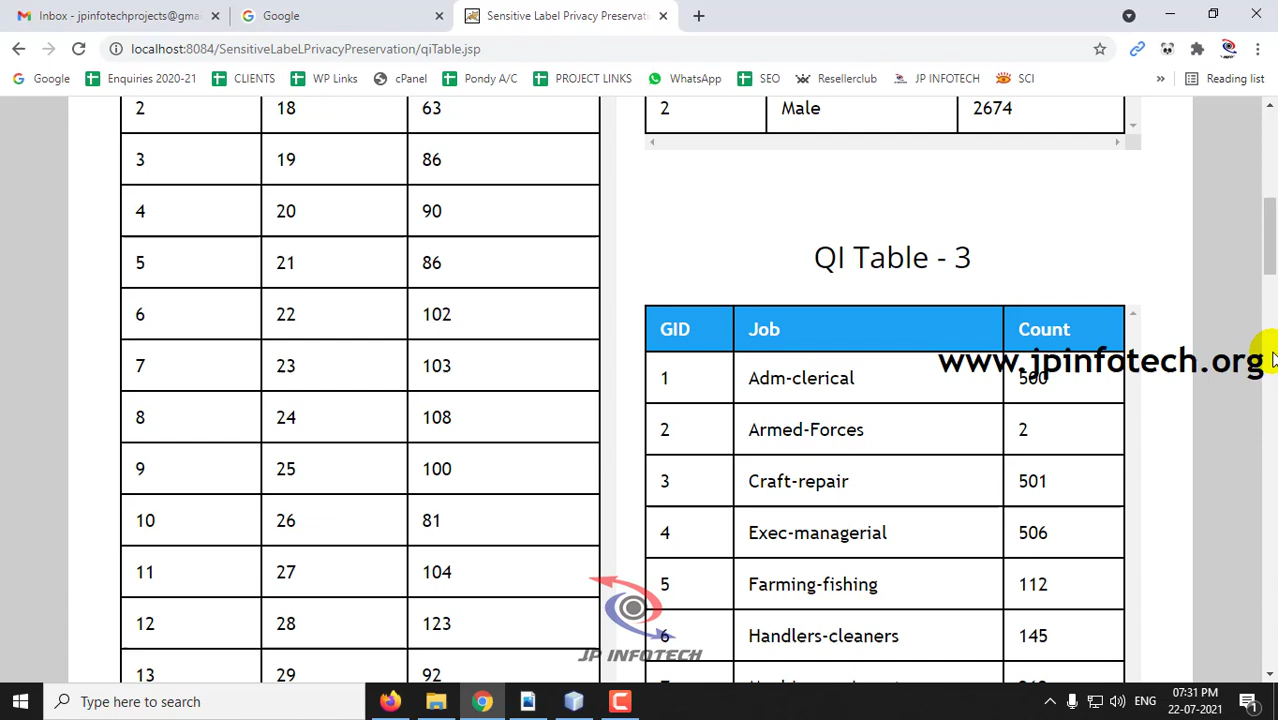 Inbox - jpinfotechprojects@gma
Google
Sensitive Label Privacy Preservat
localhost:8084/SensitiveLabeLPrivacyPreservation/qiTable.jsp
Google Enquiries 2020-21 CLIENTS WP Links cPanel Pondy A/C PROJECT LINKS WhatsApp SEO Resellerclub JP INFOTECH SCI » Reading list
2 18 63
3 19 86
4 20 90
5 21 86
6 22 102
7 23 103
8 24 108
9 25 100
10 26 81
11 27 104
12 28 123
13 29 92
2 Male 2674
QI Table - 3
GID Job Count
www.jpinfotech.org
1 Adm-clerical 500
2 Armed-Forces 2
3 Craft-repair 501
4 Exec-managerial 506
5 Farming-fishing 112
6 Handlers-cleaners 145
JP INFOTECH
Type here to search
ENG
07:31 PM
22-07-2021
1